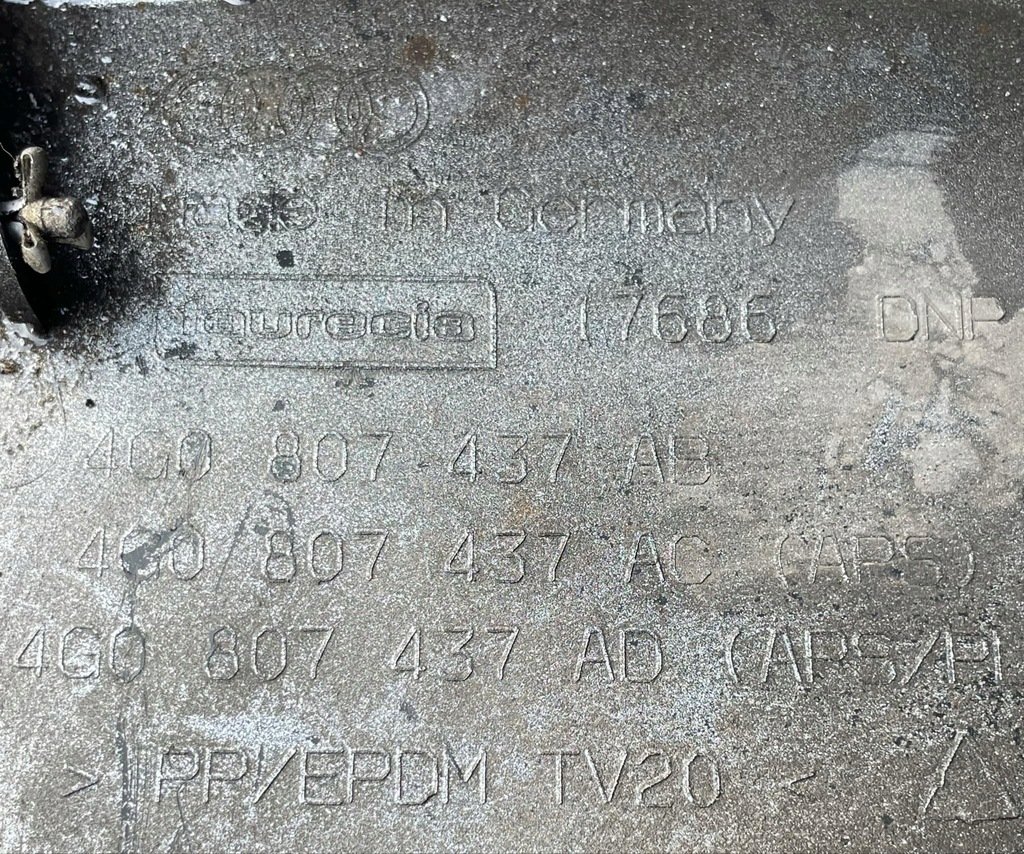 made in Germany
faurecia 17686 DNP
4G0 807 437 AB
4G0 807 437 AC (APS)
4G0 807 437 AD (APS/PL
> PP/EPDM TV20 <